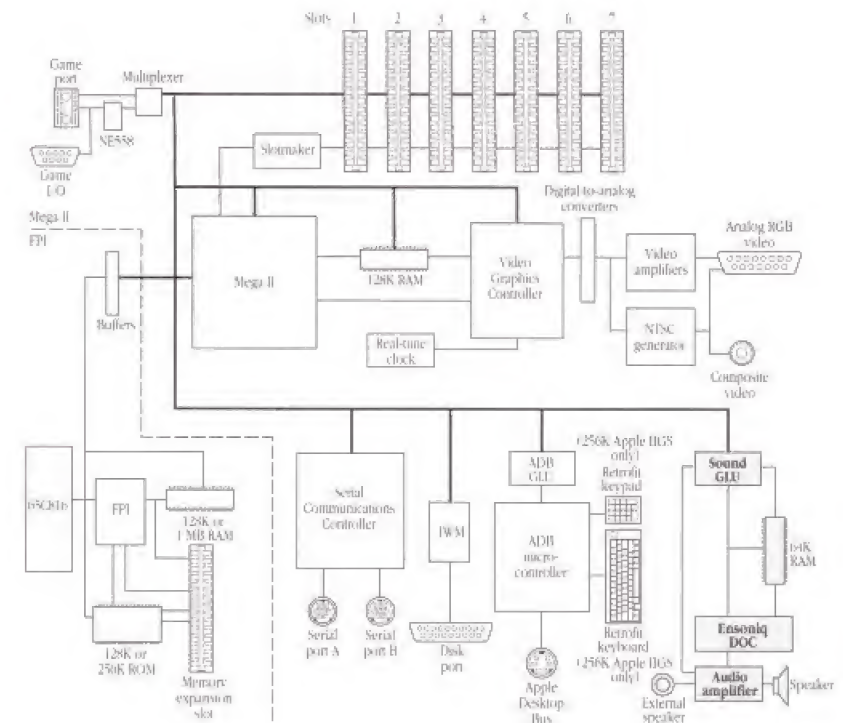 Slots 1 2 3 4 5 6 7
Game
port
Multiplexer
NE558
Game
I/O
Slotmaker
Mega II
FPI
Digital-to-analog
converters
Analog RGB
video
Mega II
128K RAM
Video
Graphics
Controller
Video
amplifiers
Buffers
Real-time
clock
NTSC
generator
Composite
video
65C816
FPI
128K or
1 MB RAM
128K or
256K ROM
Memory
expansion
slot
Serial
Communications
Controller
Serial
port A
Serial
port B
IWM
Disk
port
ADB
GLU
(256K Apple IIGS
only)
Retrofit
keypad
ADB
micro-
controller
Retrofit
keyboard
(256K Apple IIGS
only)
Apple
Desktop
Bus
Sound
GLU
64K
RAM
Ensoniq
DOC
Audio
amplifier
Speaker
External
speaker